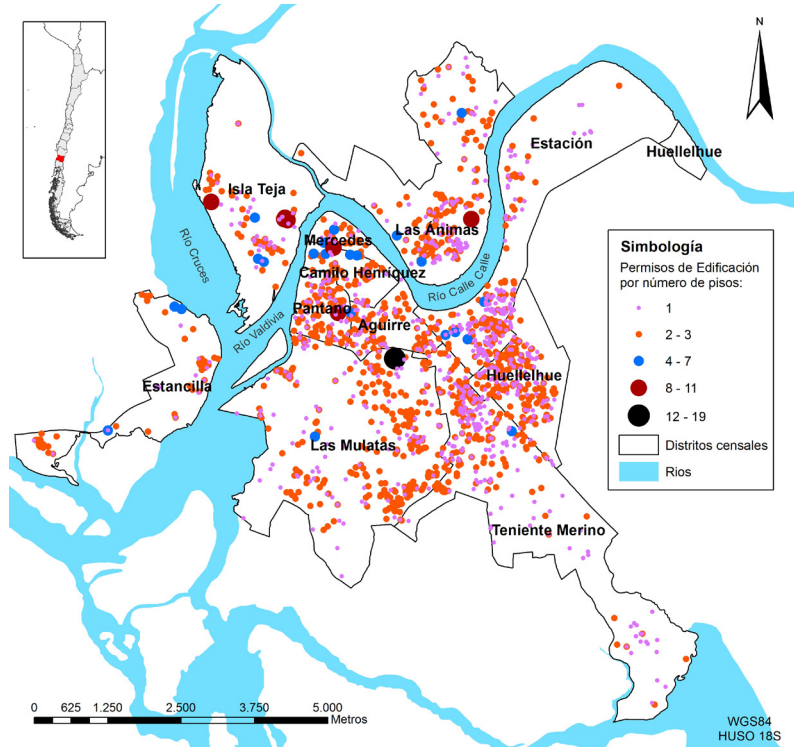 N
Estación
Huellelhue
Isla Teja
Las Ánimas
Mercedes
Río Cruces
Camilo Henríquez
Río Calle Calle
Pantano
Aguirre
Río Valdivia
Estancilla
Huellelhue
Las Mulatas
Teniente Merino
Simbología
Permisos de Edificación
por número de pisos:
1
2 - 3
4 - 7
8 - 11
12 - 19
Distritos censales
Rios
0 625 1.250 2.500 3.750 5.000
Metros
WGS84
HUSO 18S